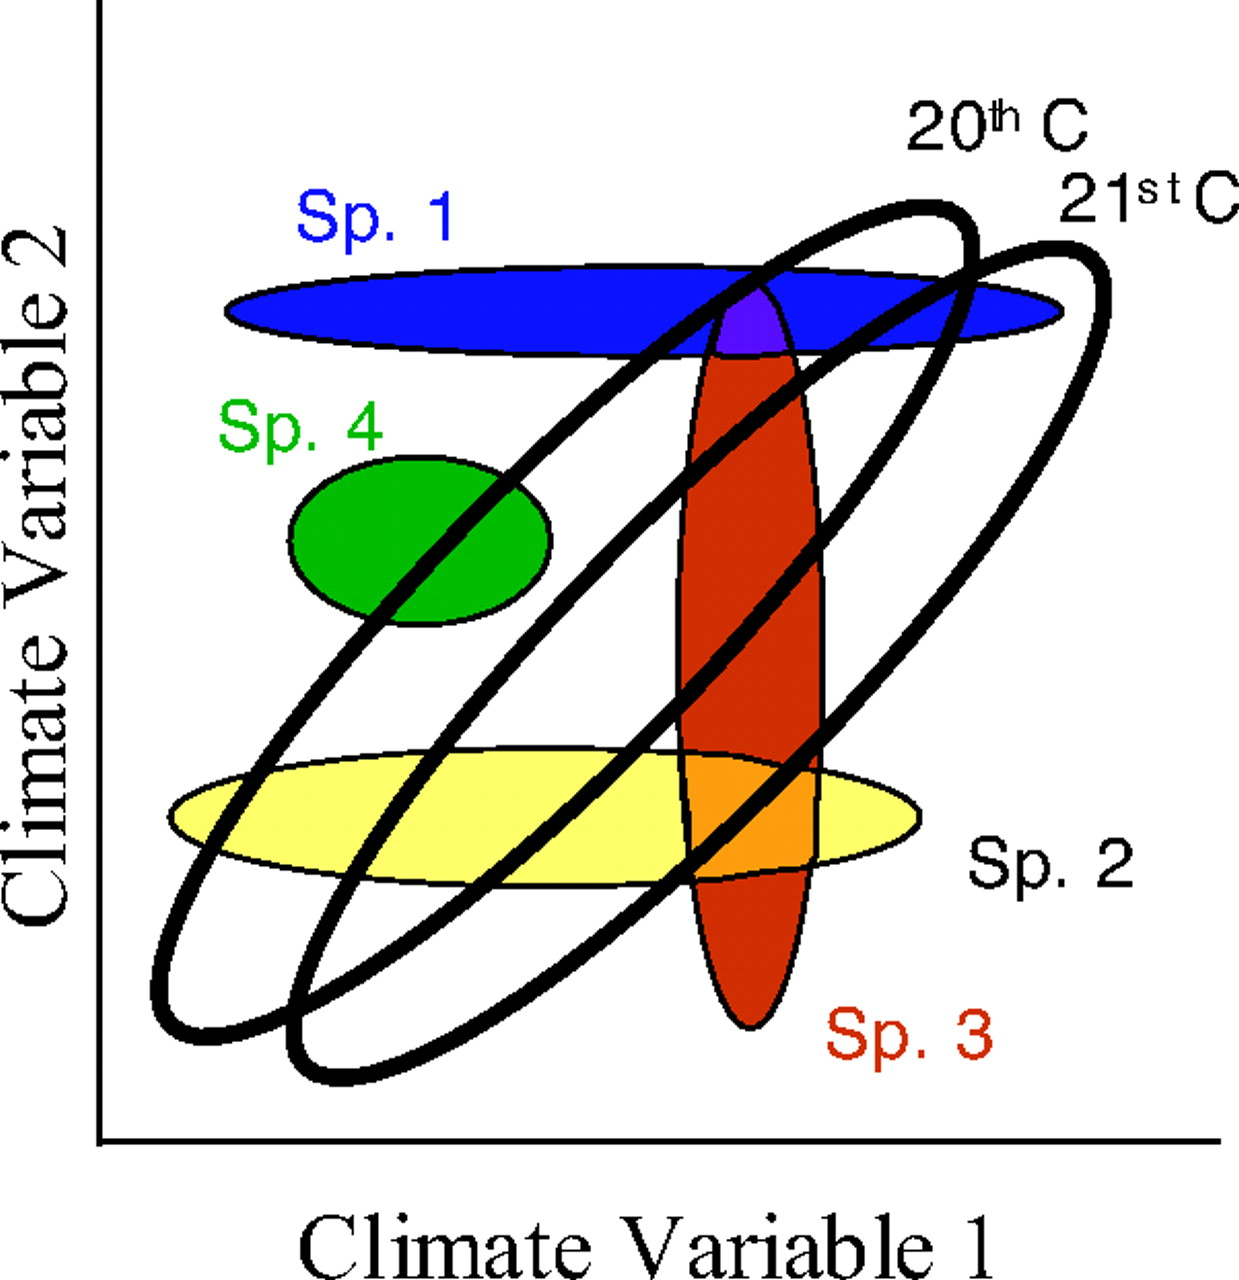 20th C
21st C
Sp. 1
Sp. 4
Sp. 2
Sp. 3
Climate Variable 2
Climate Variable 1